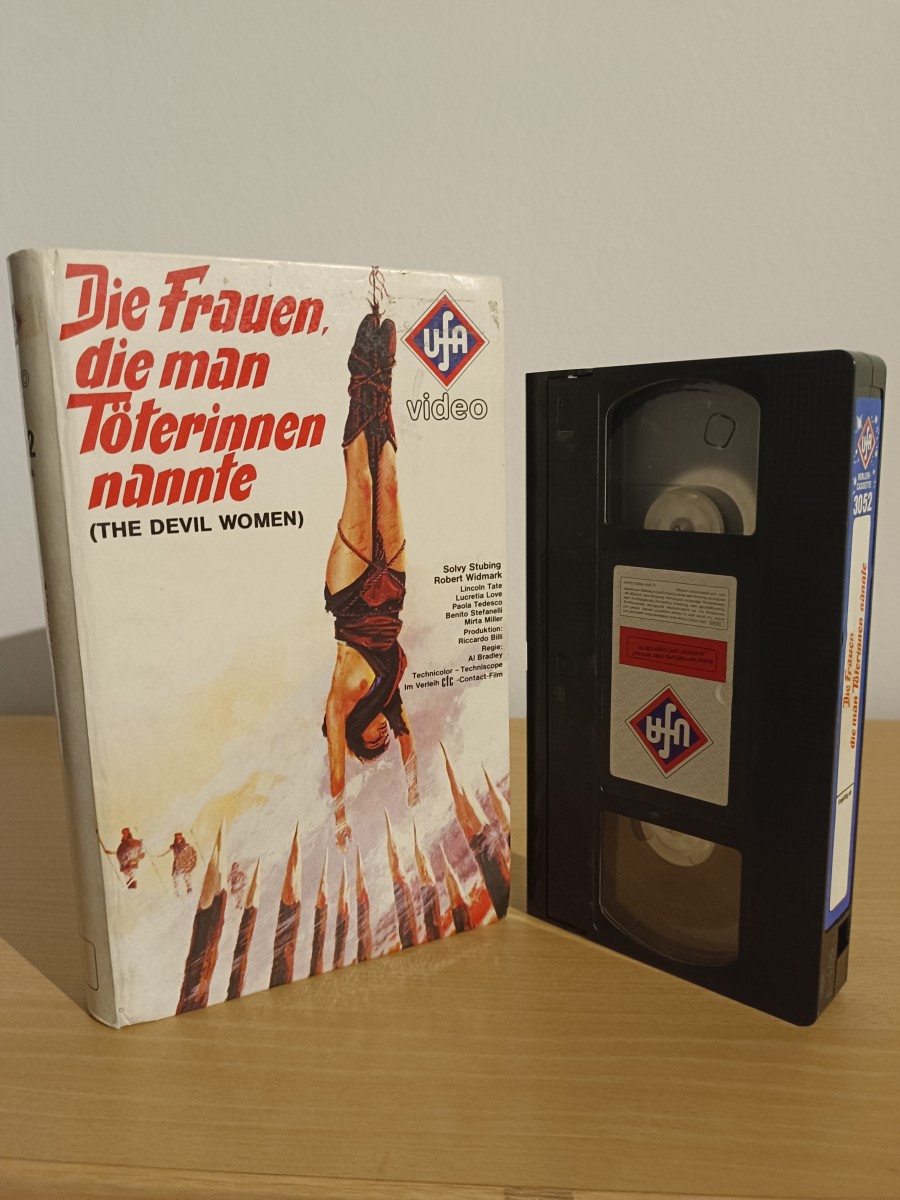 Die Frauen,
die man
Töterinnen
nannte
(THE DEVIL WOMEN)
UfA
video
Solvy Stubing
Robert Widmark
Lincoln Tate
Lucretia Love
Paola Tedesco
Benito Stefanelli
Mirta Miller
Produktion:
Riccardo Billi
Regie:
Al Bradley
Technicolor – Techniscope
Im Verleih cfc -Contact-Film
2
UfA
UfA
3052
Die Frauen
die man Töterinnen nannte